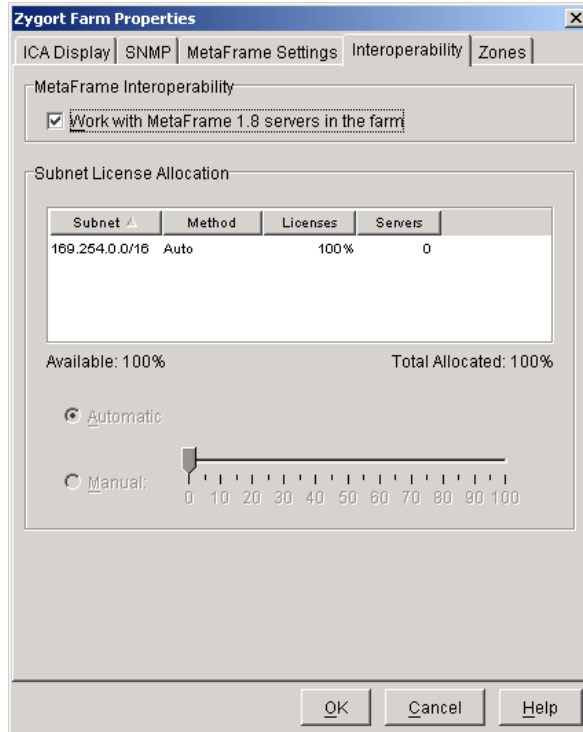 Zygort Farm Properties
ICA Display SNMP MetaFrame Settings Interoperability Zones
MetaFrame Interoperability
Work with MetaFrame 1.8 servers in the farm
Subnet License Allocation
Subnet Method Licenses Servers
169.254.0.0/16 Auto 100% 0
Available: 100% Total Allocated: 100%
Automatic
Manual:
0 10 20 30 40 50 60 70 80 90 100
OK Cancel Help